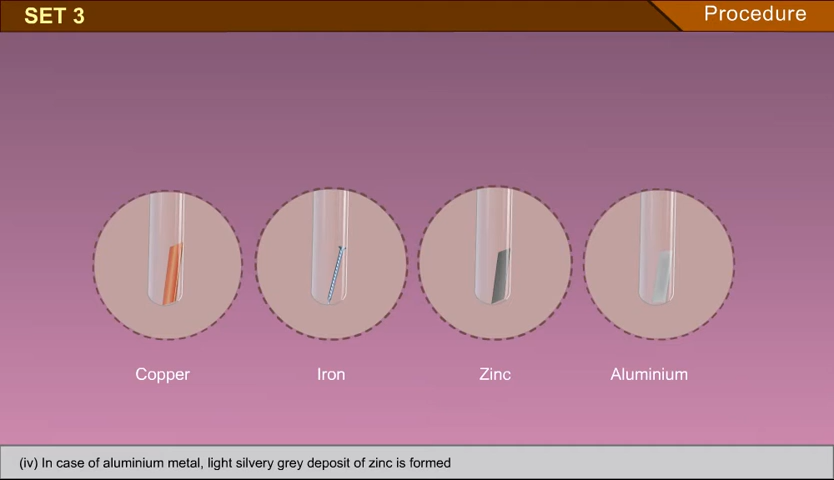 SET 3
Procedure
Copper
Iron
Zinc
Aluminium
(iv) In case of aluminium metal, light silvery grey deposit of zinc is formed